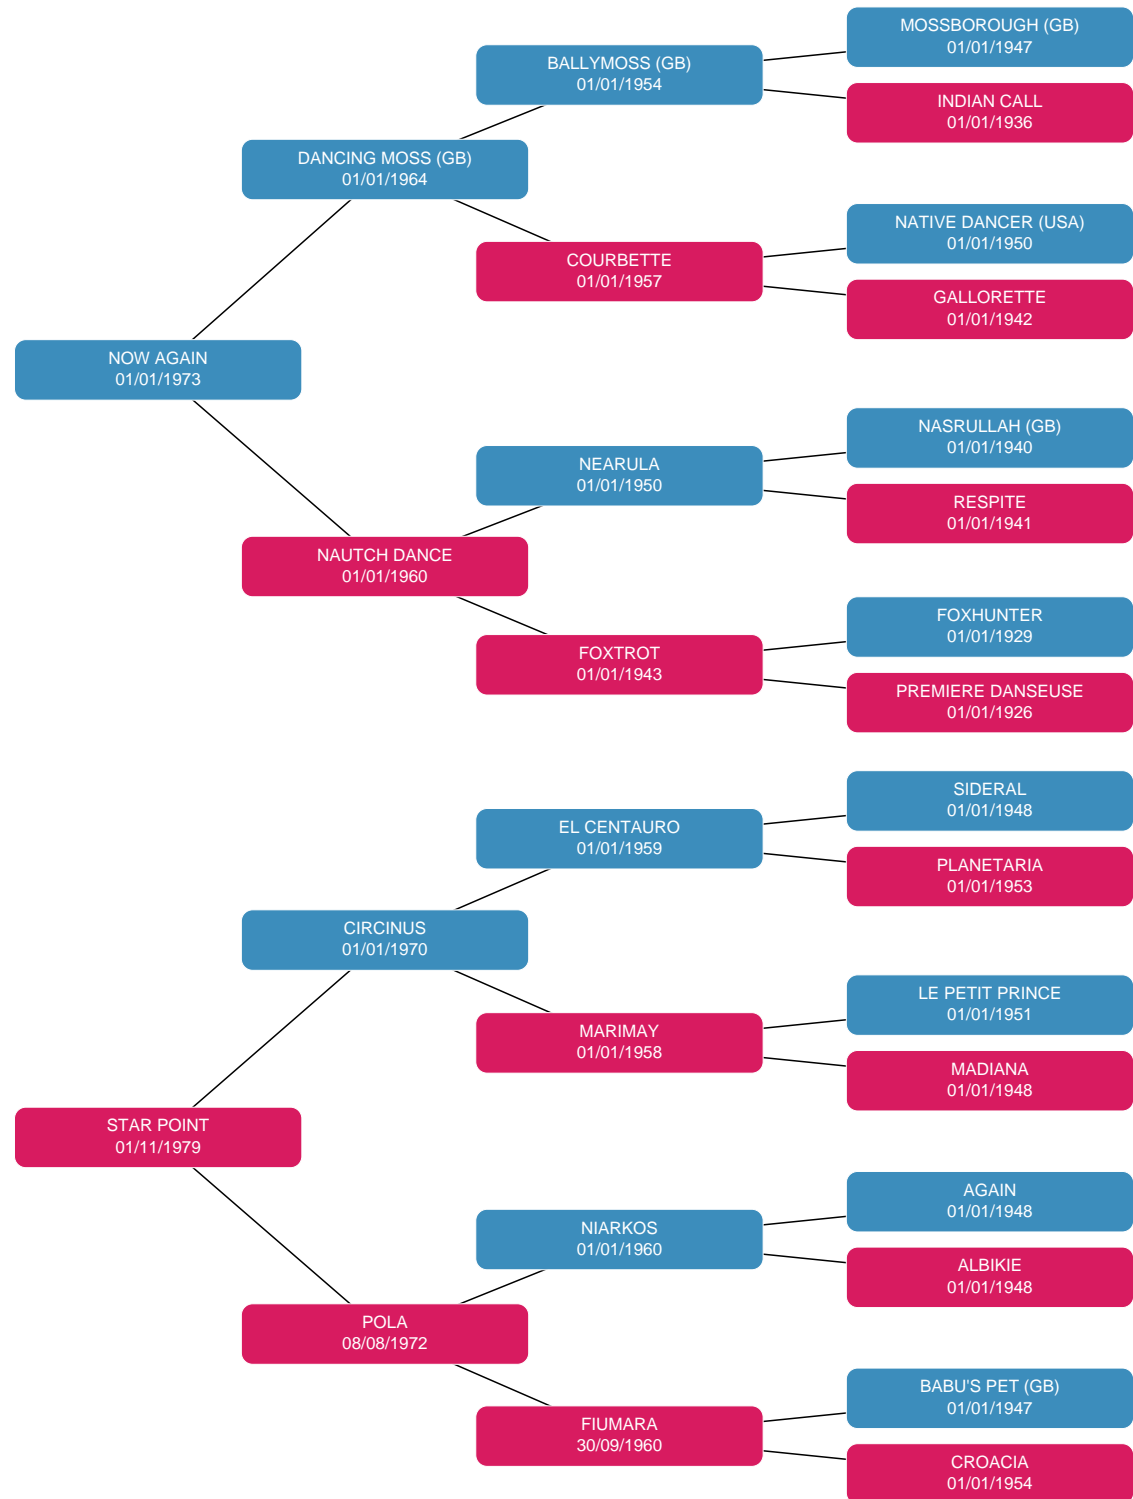 MOSSBOROUGH (GB)
01/01/1947
BALLYMOSS (GB)
01/01/1954
INDIAN CALL
01/01/1936
DANCING MOSS (GB)
01/01/1964
NATIVE DANCER (USA)
01/01/1950
COURBETTE
01/01/1957
GALLORETTE
01/01/1942
NOW AGAIN
01/01/1973
NASRULLAH (GB)
01/01/1940
NEARULA
01/01/1950
RESPITE
01/01/1941
NAUTCH DANCE
01/01/1960
FOXHUNTER
01/01/1929
FOXTROT
01/01/1943
PREMIERE DANSEUSE
01/01/1926
SIDERAL
01/01/1948
EL CENTAURO
01/01/1959
PLANETARIA
01/01/1953
CIRCINUS
01/01/1970
LE PETIT PRINCE
01/01/1951
MARIMAY
01/01/1958
MADIANA
01/01/1948
STAR POINT
01/11/1979
AGAIN
01/01/1948
NIARKOS
01/01/1960
ALBIKIE
01/01/1948
POLA
08/08/1972
BABU'S PET (GB)
01/01/1947
FIUMARA
30/09/1960
CROACIA
01/01/1954